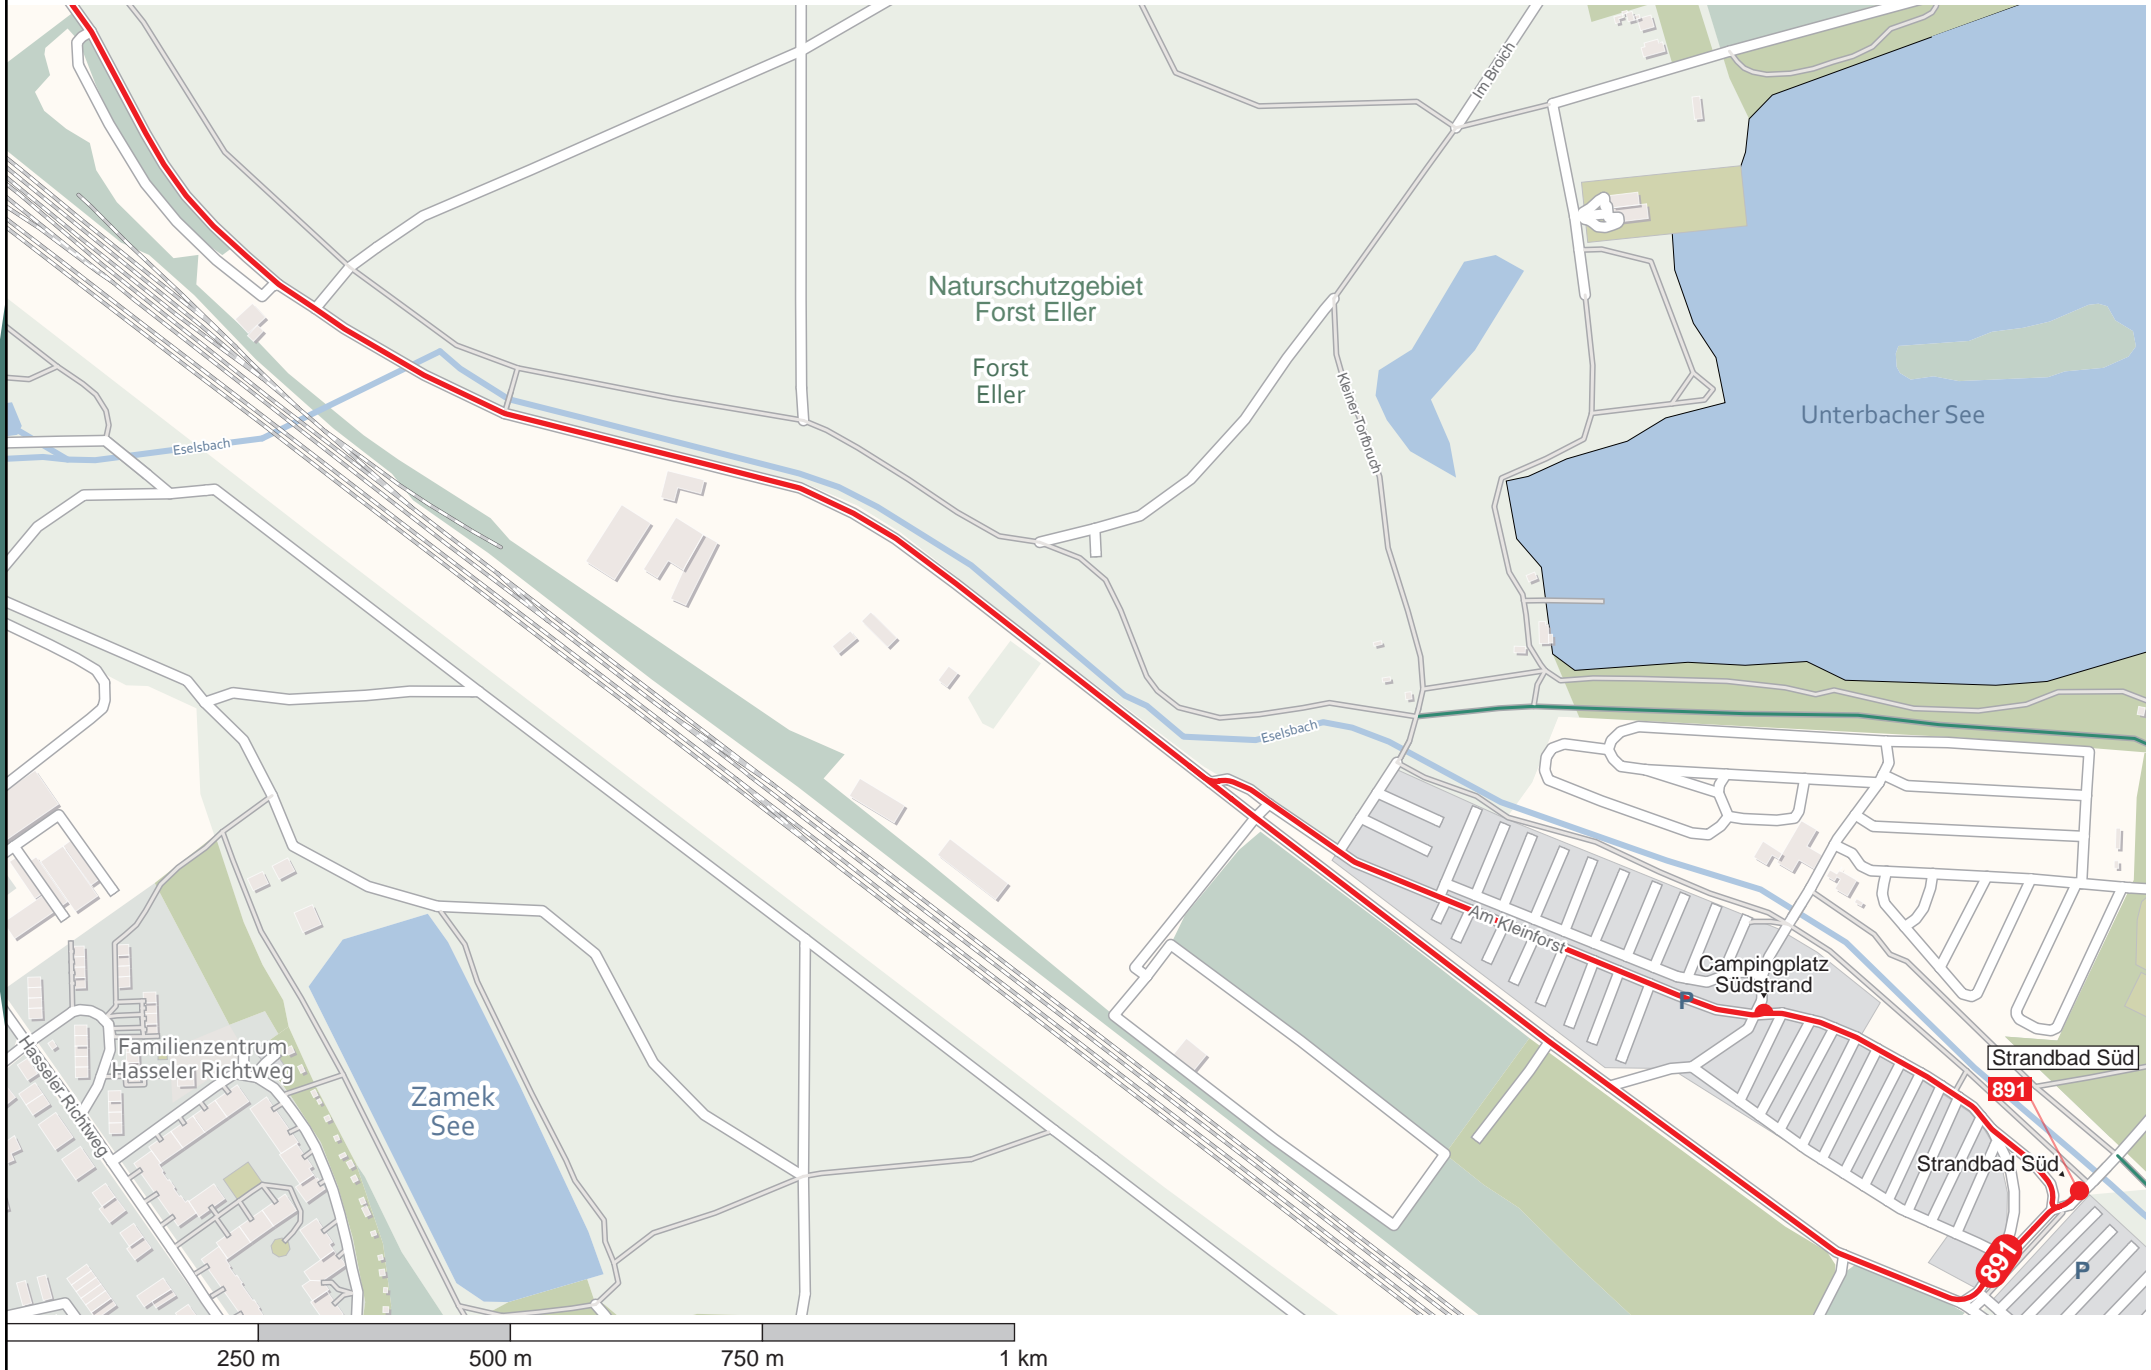 Im Broich
Naturschutzgebiet
Forst Eller
Forst
Eller
Kleiner-Torfbruch
Unterbacher See
Eselsbach
Eselsbach
Am Kleinforst
Campingplatz
Südstrand
P
Strandbad Süd
891
Strandbad Süd
891
P
Familienzentrum
Hasseler Richtweg
Hasseler-Richtweg
Zamek
See
250 m
500 m
750 m
1 km